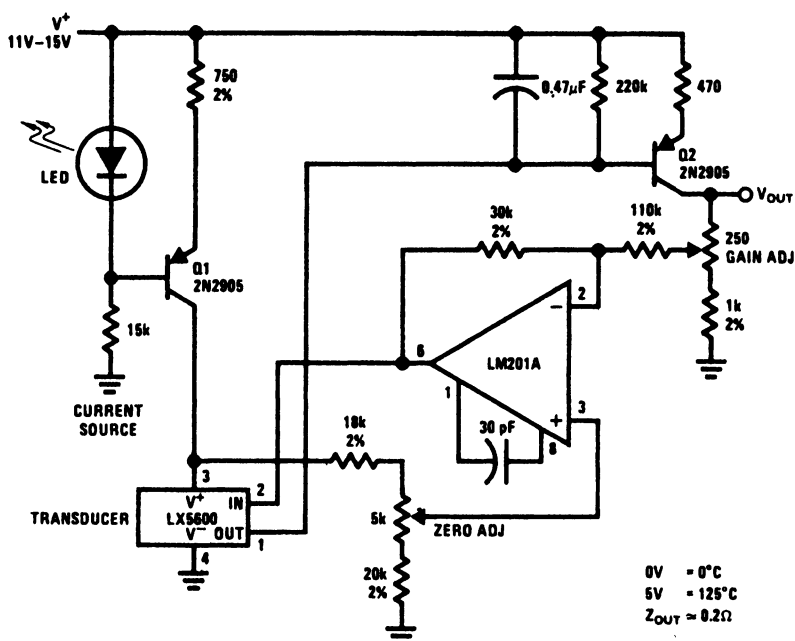 V+
11V–15V
750
2%
0.47µF
220k
470
LED
Q2
2N2905
VOUT
30k
2%
110k
2%
250
GAIN ADJ
Q1
2N2905
2
−
15k
6
LM201A
1k
2%
1
+
3
CURRENT
SOURCE
30 pF
8
18k
2%
3
V+
IN
2
TRANSDUCER
LX5600
V−
OUT
1
5k
ZERO ADJ
4
20k
2%
0V = 0°C
5V = 125°C
ZOUT ≃ 0.2Ω